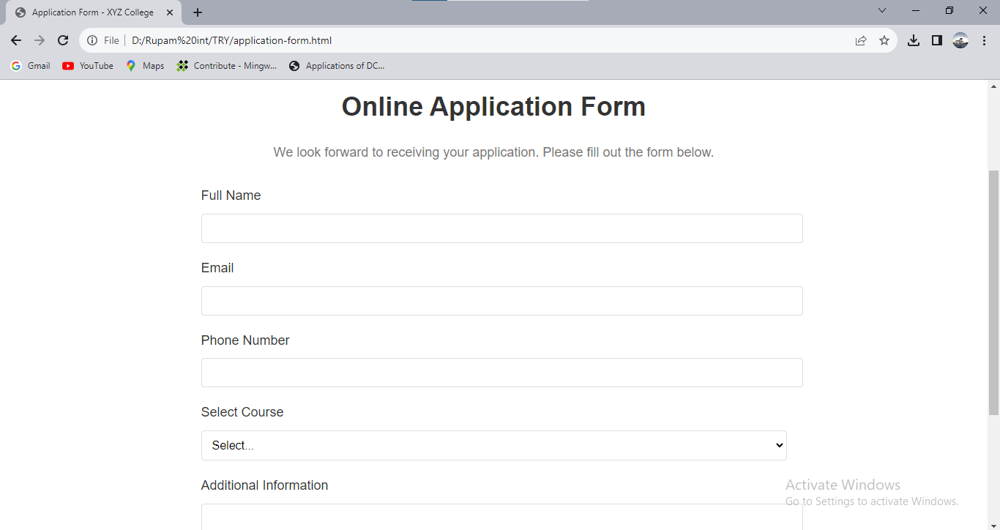 Application Form - XYZ College
File D:/Rupam%20int/TRY/application-form.html
Gmail YouTube Maps Contribute - Mingw... Applications of DC...
Online Application Form
We look forward to receiving your application. Please fill out the form below.
Full Name
Email
Phone Number
Select Course
Select...
Additional Information
Activate Windows
Go to Settings to activate Windows.